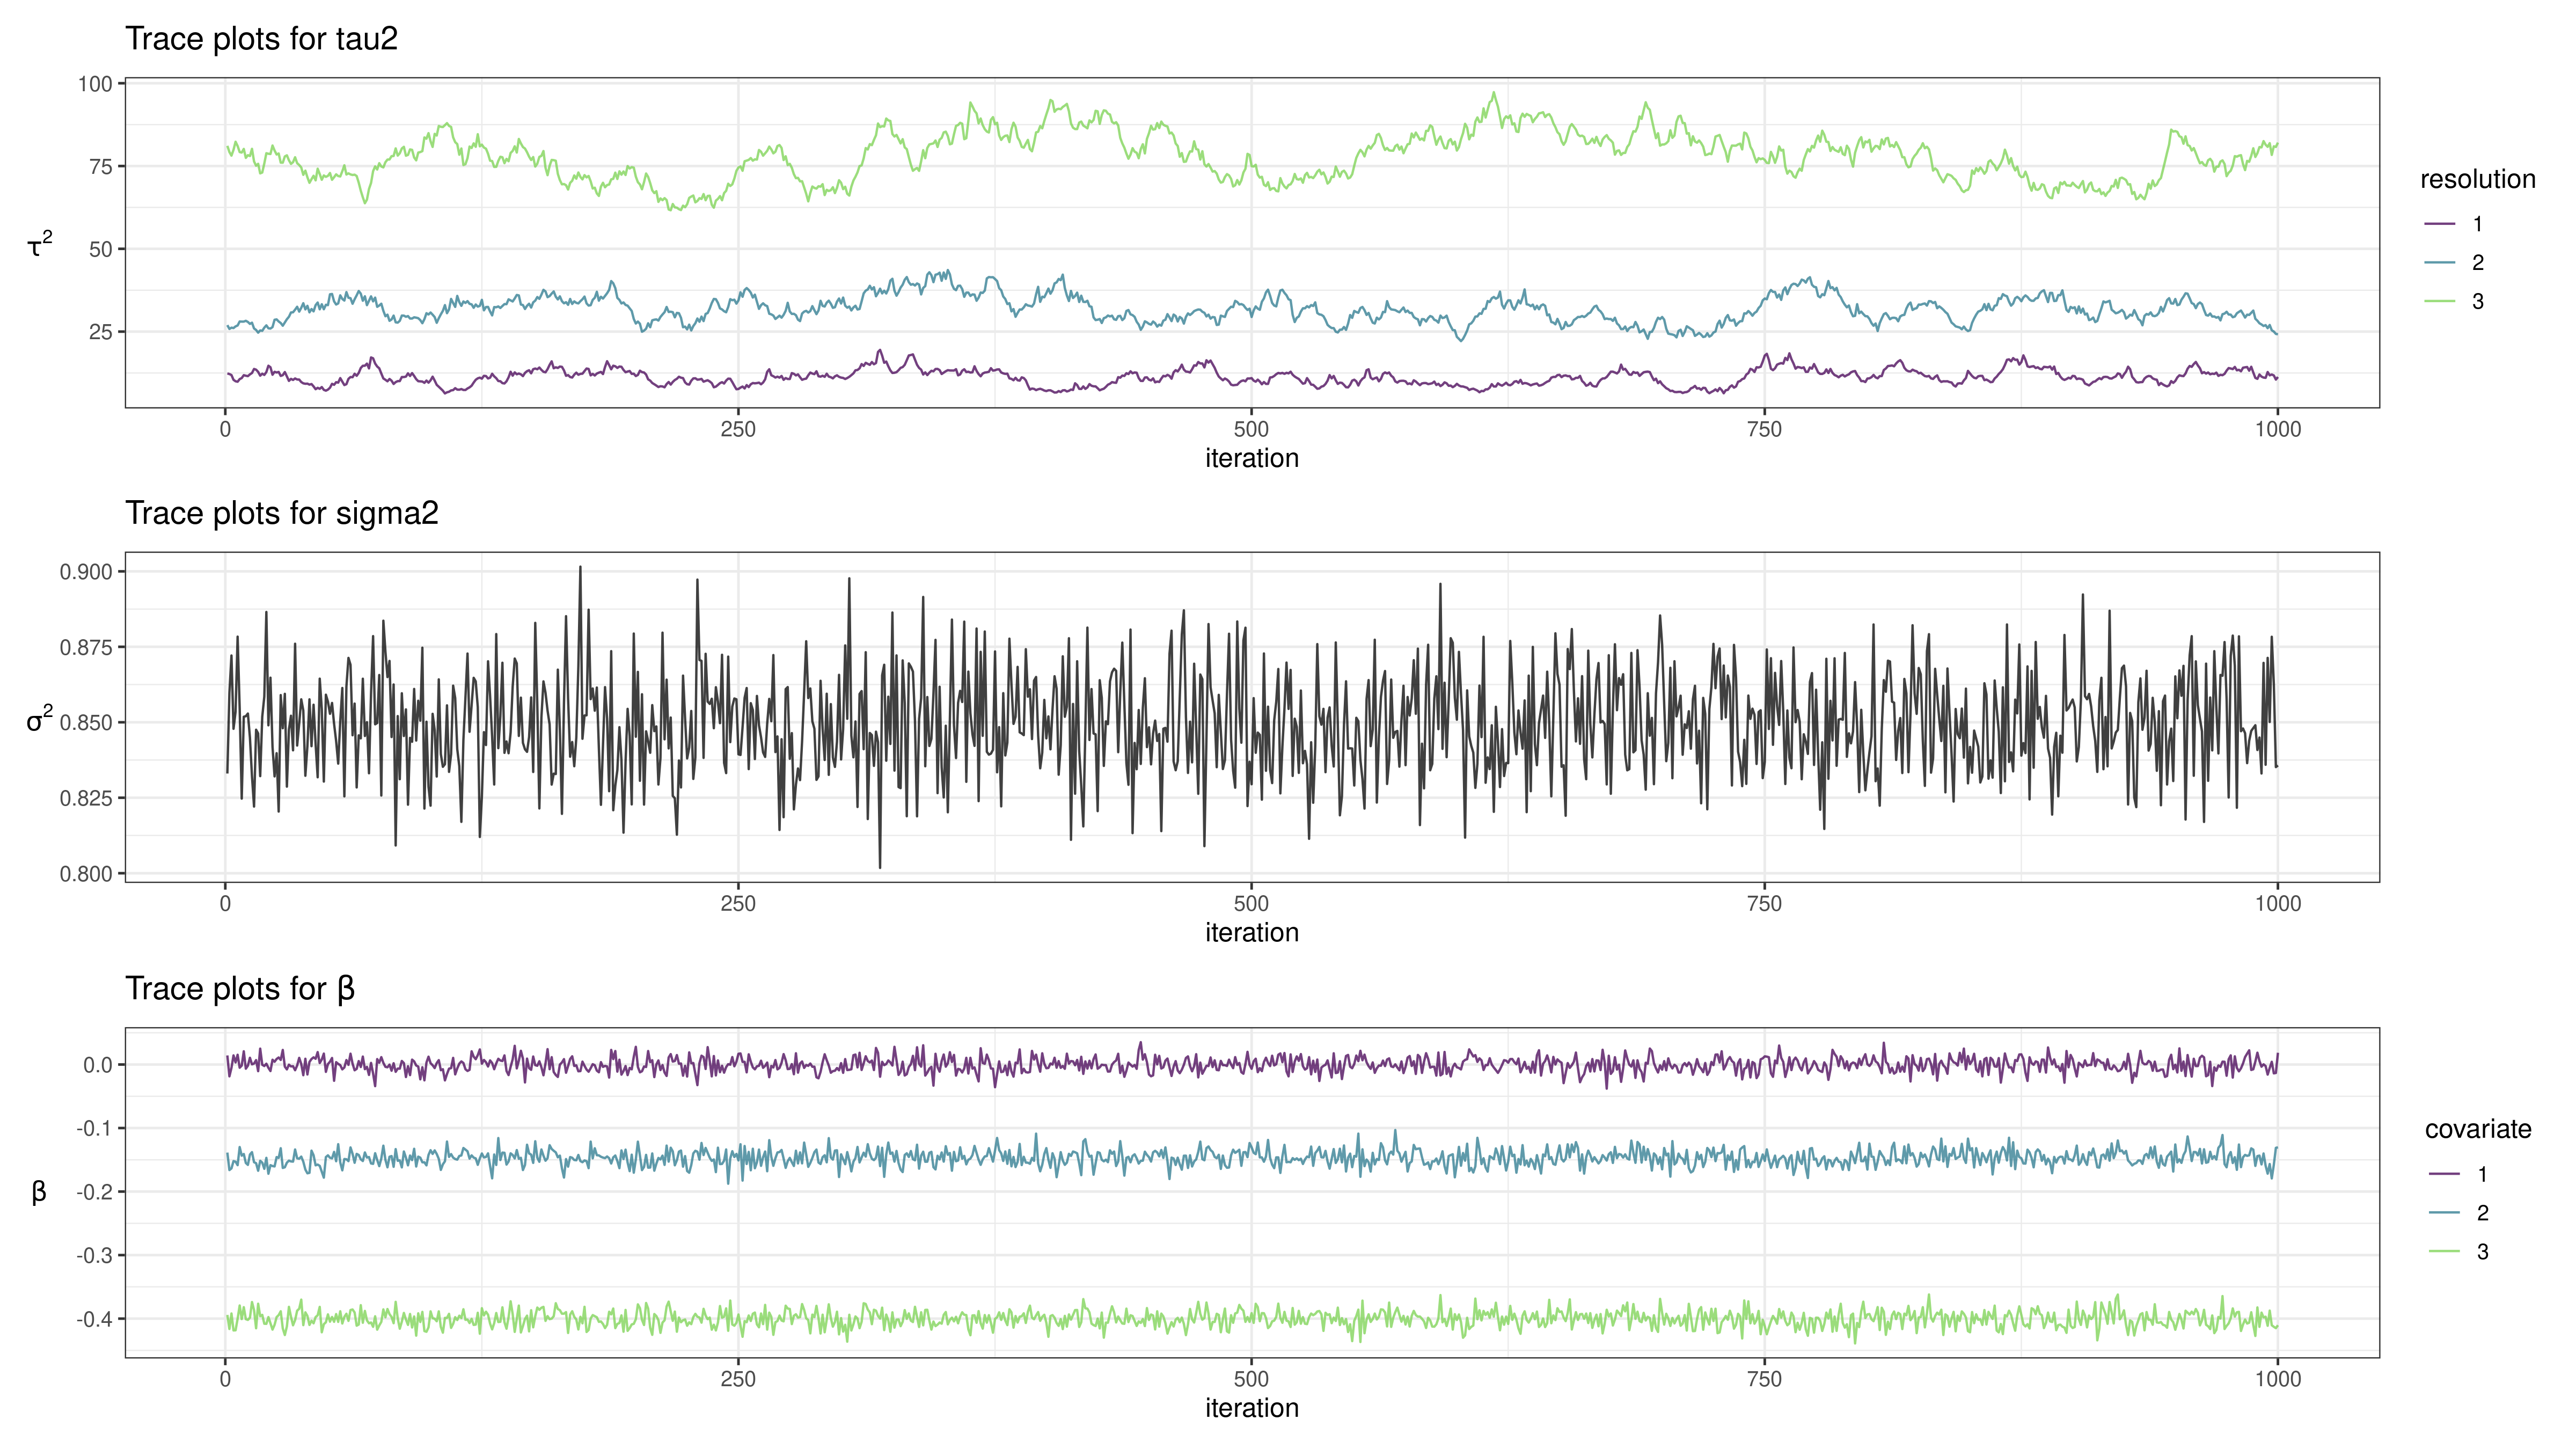 Trace plots for tau2
100
75
50
25
τ²
0 250 500 750 1000
iteration
resolution
1
2
3
Trace plots for sigma2
0.900
0.875
0.850
0.825
0.800
σ²
0 250 500 750 1000
iteration
Trace plots for β
0.0
-0.1
-0.2
-0.3
-0.4
β
0 250 500 750 1000
iteration
covariate
1
2
3